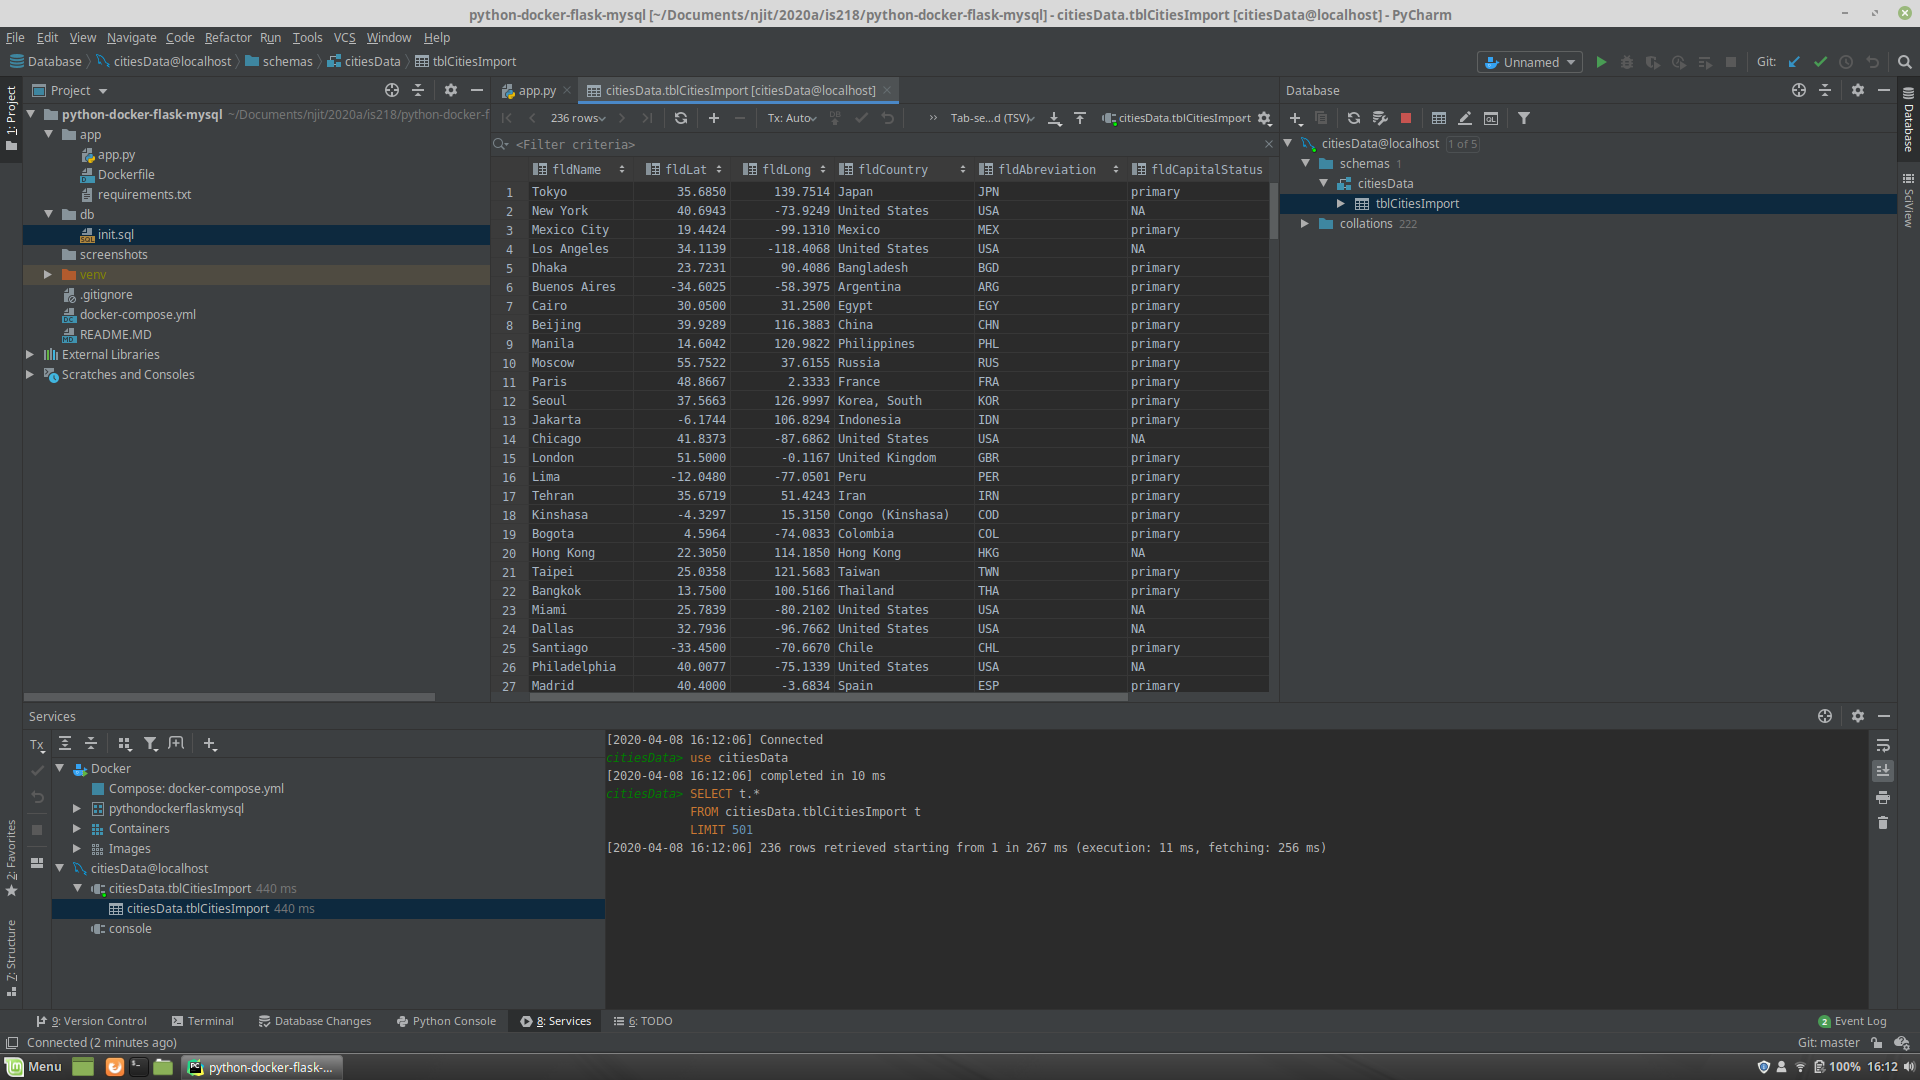 python-docker-flask-mysql [~/Documents/njit/2020a/is218/python-docker-flask-mysql] - citiesData.tblCitiesImport [citiesData@localhost] - PyCharm
File Edit View Navigate Code Refactor Run Tools VCS Window Help
Database citiesData@localhost schemas citiesData tblCitiesImport Unnamed Git:
1: Project
Project
python-docker-flask-mysql ~/Documents/njit/2020a/is218/python-docker-f
app
app.py
Dockerfile
requirements.txt
db
init.sql
screenshots
venv
.gitignore
docker-compose.yml
README.MD
External Libraries
Scratches and Consoles
app.py citiesData.tblCitiesImport [citiesData@localhost]
236 rows Tx: Auto DB Tab-se...d (TSV) citiesData.tblCitiesImport
<Filter criteria>
fldName fldLat fldLong fldCountry fldAbreviation fldCapitalStatus
1 Tokyo 35.6850 139.7514 Japan JPN primary
2 New York 40.6943 -73.9249 United States USA NA
3 Mexico City 19.4424 -99.1310 Mexico MEX primary
4 Los Angeles 34.1139 -118.4068 United States USA NA
5 Dhaka 23.7231 90.4086 Bangladesh BGD primary
6 Buenos Aires -34.6025 -58.3975 Argentina ARG primary
7 Cairo 30.0500 31.2500 Egypt EGY primary
8 Beijing 39.9289 116.3883 China CHN primary
9 Manila 14.6042 120.9822 Philippines PHL primary
10 Moscow 55.7522 37.6155 Russia RUS primary
11 Paris 48.8667 2.3333 France FRA primary
12 Seoul 37.5663 126.9997 Korea, South KOR primary
13 Jakarta -6.1744 106.8294 Indonesia IDN primary
14 Chicago 41.8373 -87.6862 United States USA NA
15 London 51.5000 -0.1167 United Kingdom GBR primary
16 Lima -12.0480 -77.0501 Peru PER primary
17 Tehran 35.6719 51.4243 Iran IRN primary
18 Kinshasa -4.3297 15.3150 Congo (Kinshasa) COD primary
19 Bogota 4.5964 -74.0833 Colombia COL primary
20 Hong Kong 22.3050 114.1850 Hong Kong HKG NA
21 Taipei 25.0358 121.5683 Taiwan TWN primary
22 Bangkok 13.7500 100.5166 Thailand THA primary
23 Miami 25.7839 -80.2102 United States USA NA
24 Dallas 32.7936 -96.7662 United States USA NA
25 Santiago -33.4500 -70.6670 Chile CHL primary
26 Philadelphia 40.0077 -75.1339 United States USA NA
27 Madrid 40.4000 -3.6834 Spain ESP primary
Database
citiesData@localhost 1 of 5
schemas 1
citiesData
tblCitiesImport
collations 222
Database
SciView
2: Favorites
7: Structure
Services
Tx
Docker
Compose: docker-compose.yml
pythondockerflaskmysql
Containers
Images
citiesData@localhost
citiesData.tblCitiesImport 440 ms
citiesData.tblCitiesImport 440 ms
console
[2020-04-08 16:12:06] Connected
citiesData> use citiesData
[2020-04-08 16:12:06] completed in 10 ms
citiesData> SELECT t.*
FROM citiesData.tblCitiesImport t
LIMIT 501
[2020-04-08 16:12:06] 236 rows retrieved starting from 1 in 267 ms (execution: 11 ms, fetching: 256 ms)
9: Version Control Terminal Database Changes Python Console 8: Services 6: TODO 2 Event Log
Connected (2 minutes ago) Git: master
Menu python-docker-flask-... 100% 16:12